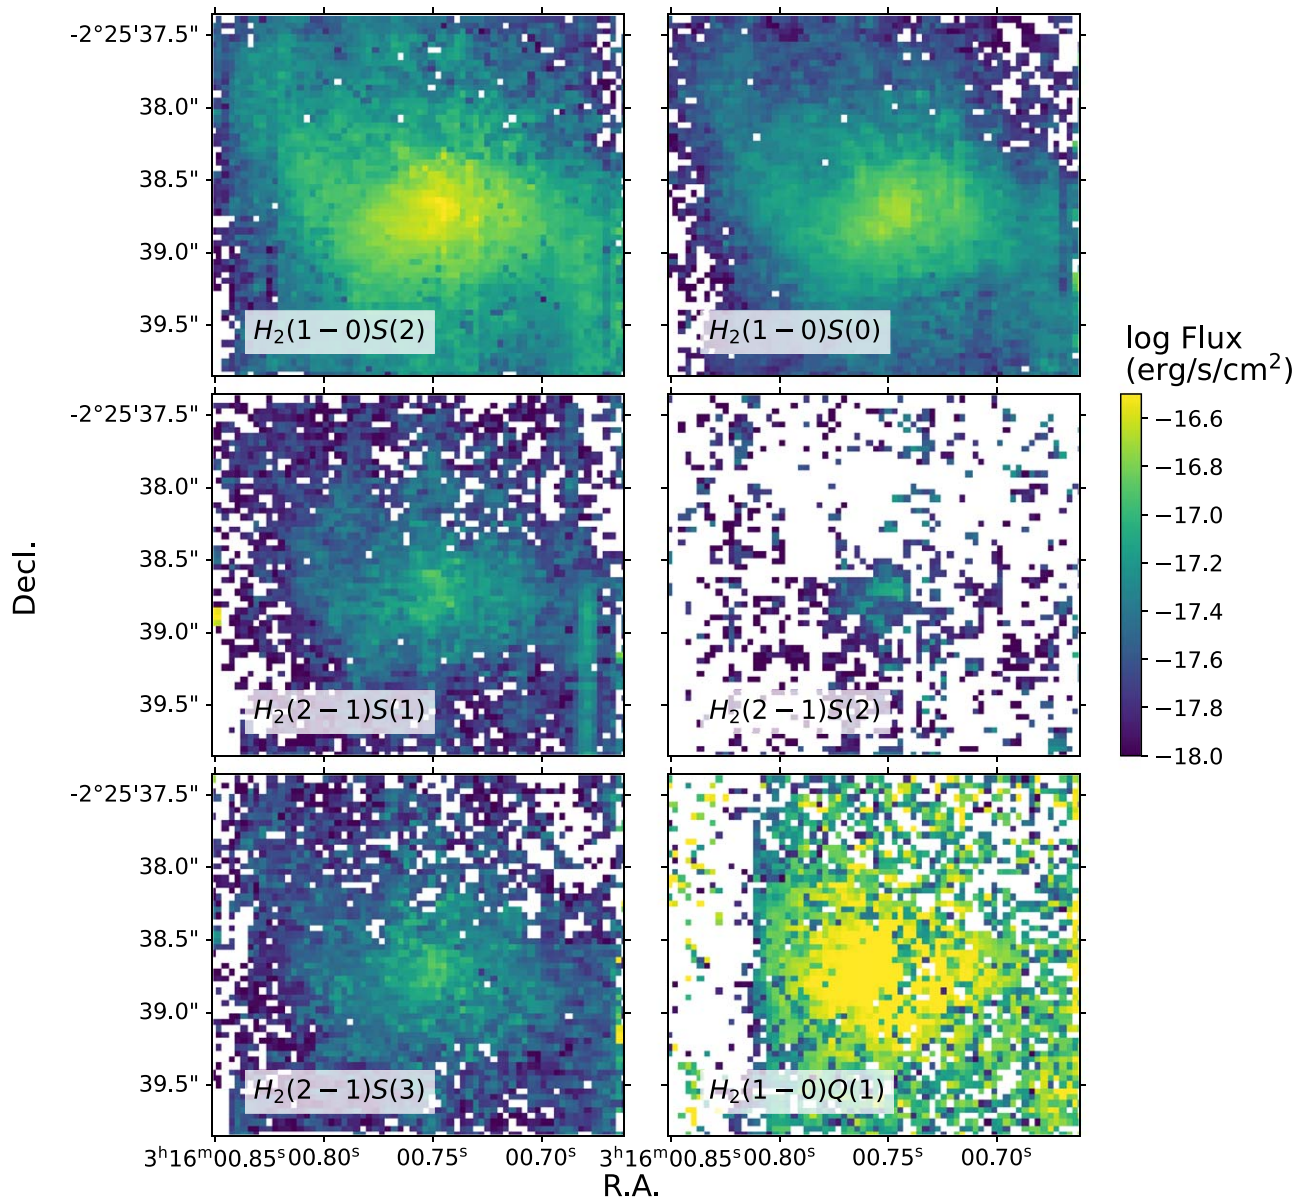 -2°25'37.5"
38.0"
38.5"
39.0"
39.5"
H₂(1−0)S(2)
H₂(1−0)S(0)
-2°25'37.5"
38.0"
38.5"
39.0"
39.5"
H₂(2−1)S(1)
H₂(2−1)S(2)
-2°25'37.5"
38.0"
38.5"
39.0"
39.5"
H₂(2−1)S(3)
H₂(1−0)Q(1)
3ʰ16ᵐ00.85ˢ 00.80ˢ 00.75ˢ 00.70ˢ 3ʰ16ᵐ00.85ˢ 00.80ˢ 00.75ˢ 00.70ˢ
R.A.
Decl.
log Flux
(erg/s/cm²)
−16.6
−16.8
−17.0
−17.2
−17.4
−17.6
−17.8
−18.0